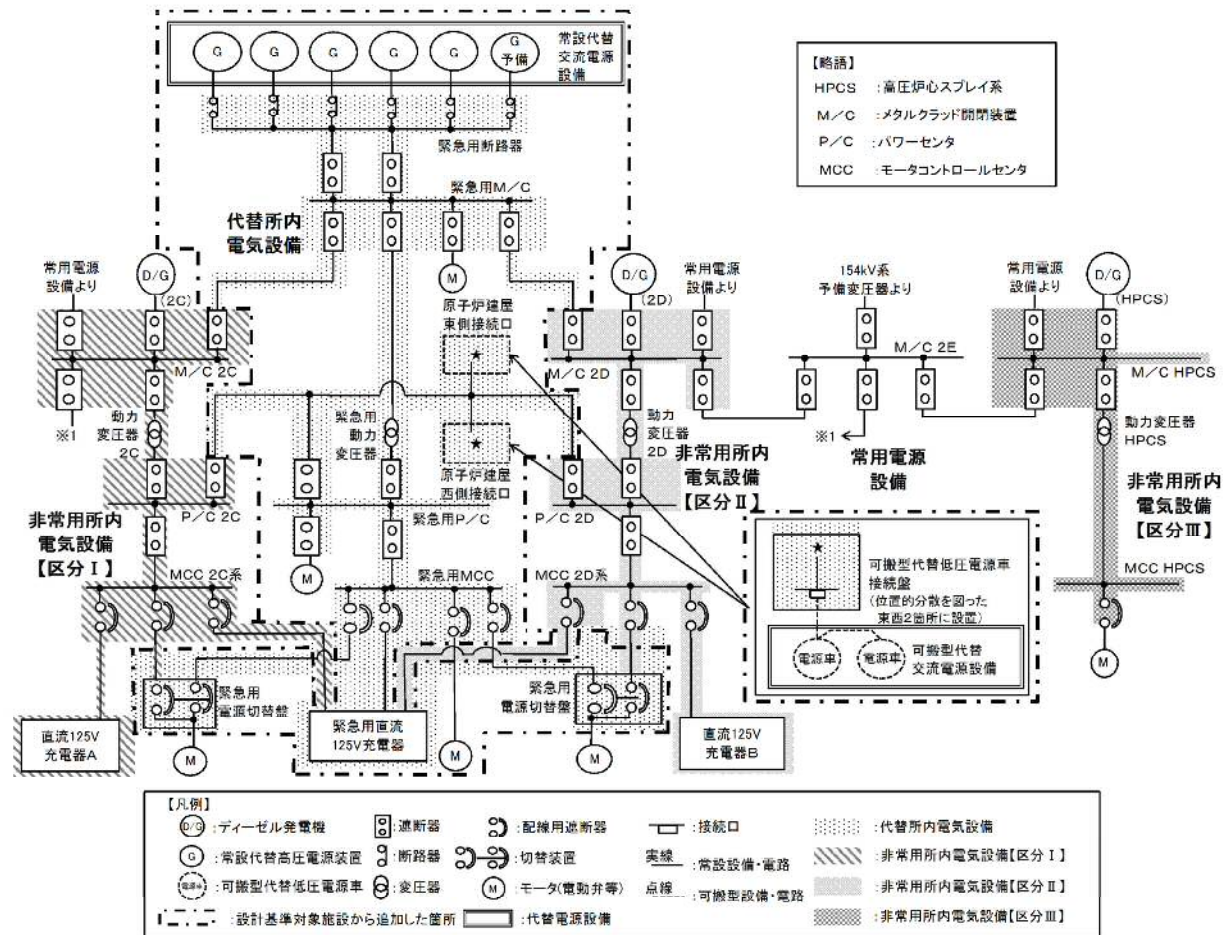 G
G
G
G
G
G
予備
常設代替
交流電源
設備
【略語】
HPCS :高圧炉心スプレイ系
M／C :メタルクラッド開閉装置
P／C :パワーセンタ
MCC :モータコントロールセンタ
緊急用断路器
緊急用M／C
代替所内
電気設備
常用電源
設備より
D/G
(2C)
M
D/G
(2D)
常用電源
設備より
154kV系
予備変圧器より
常用電源
設備より
D/G
(HPCS)
原子炉建屋
東側接続口
★
M／C 2C
M／C 2D
M／C 2E
M／C HPCS
※1
動力
変圧器
2C
緊急用
動力
変圧器
★
原子炉建屋
西側接続口
動力
変圧器
2D
※1
常用電源
設備
動力変圧器
HPCS
非常用所内
電気設備
【区分Ⅱ】
非常用所内
電気設備
【区分Ⅲ】
P／C 2C
緊急用P／C
P／C 2D
非常用所内
電気設備
【区分Ⅰ】
M
MCC 2C系
緊急用MCC
MCC 2D系
MCC HPCS
★
可搬型代替低圧電源車
接続盤
(位置的分散を図った
東西2箇所に設置)
電源車
電源車
可搬型代替
交流電源設備
M
緊急用
電源切替盤
緊急用
電源切替盤
直流125V
充電器A
M
緊急用直流
125V充電器
M
M
直流125V
充電器B
【凡例】
D/G :ディーゼル発電機
:遮断器
:配線用遮断器
:接続口
:代替所内電気設備
G :常設代替高圧電源装置
:断路器
:切替装置
実線 :常設設備・電路
:非常用所内電気設備【区分Ⅰ】
電源車 :可搬型代替低圧電源車
:変圧器
M :モータ(電動弁等)
点線 :可搬型設備・電路
:非常用所内電気設備【区分Ⅱ】
:設計基準対象施設から追加した箇所
:代替電源設備
:非常用所内電気設備【区分Ⅲ】